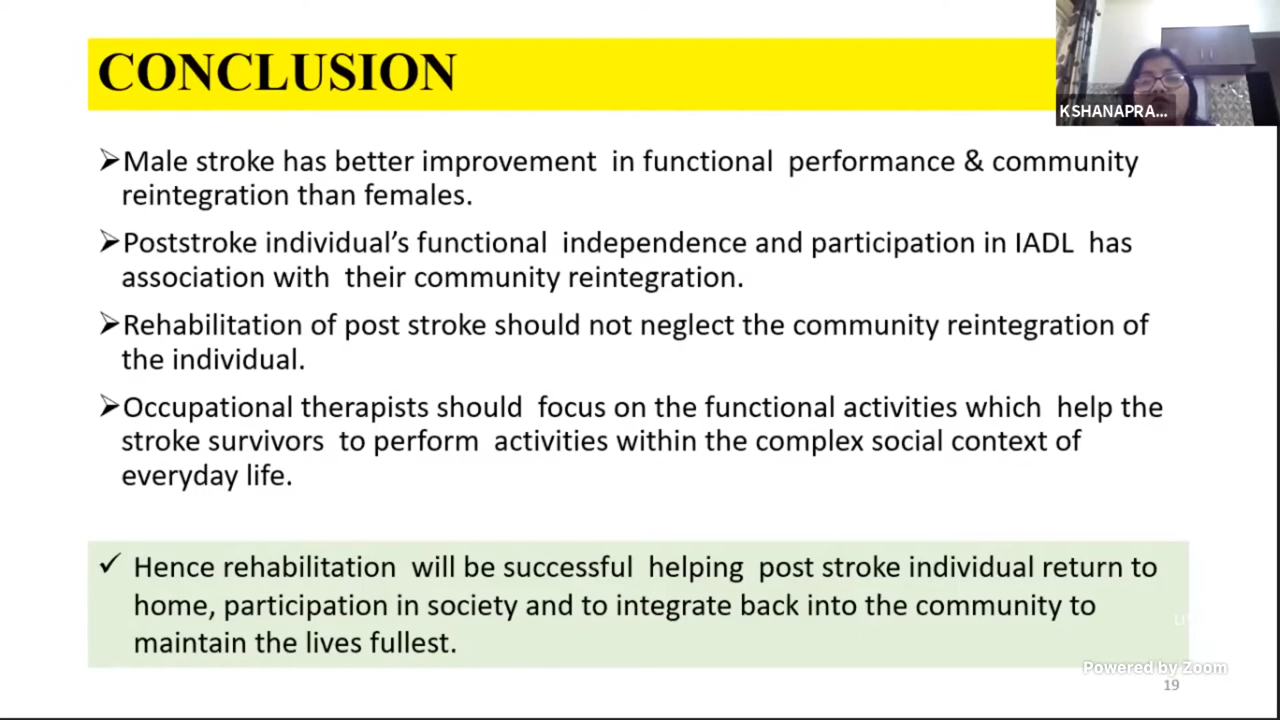 CONCLUSION
KSHANAPRA...
➢Male stroke has better improvement in functional performance & community
reintegration than females.
➢Poststroke individual’s functional independence and participation in IADL has
association with their community reintegration.
➢Rehabilitation of post stroke should not neglect the community reintegration of
the individual.
➢Occupational therapists should focus on the functional activities which help the
stroke survivors to perform activities within the complex social context of
everyday life.
✓ Hence rehabilitation will be successful helping post stroke individual return to
home, participation in society and to integrate back into the community to
maintain the lives fullest.
Powered by Zoom
19